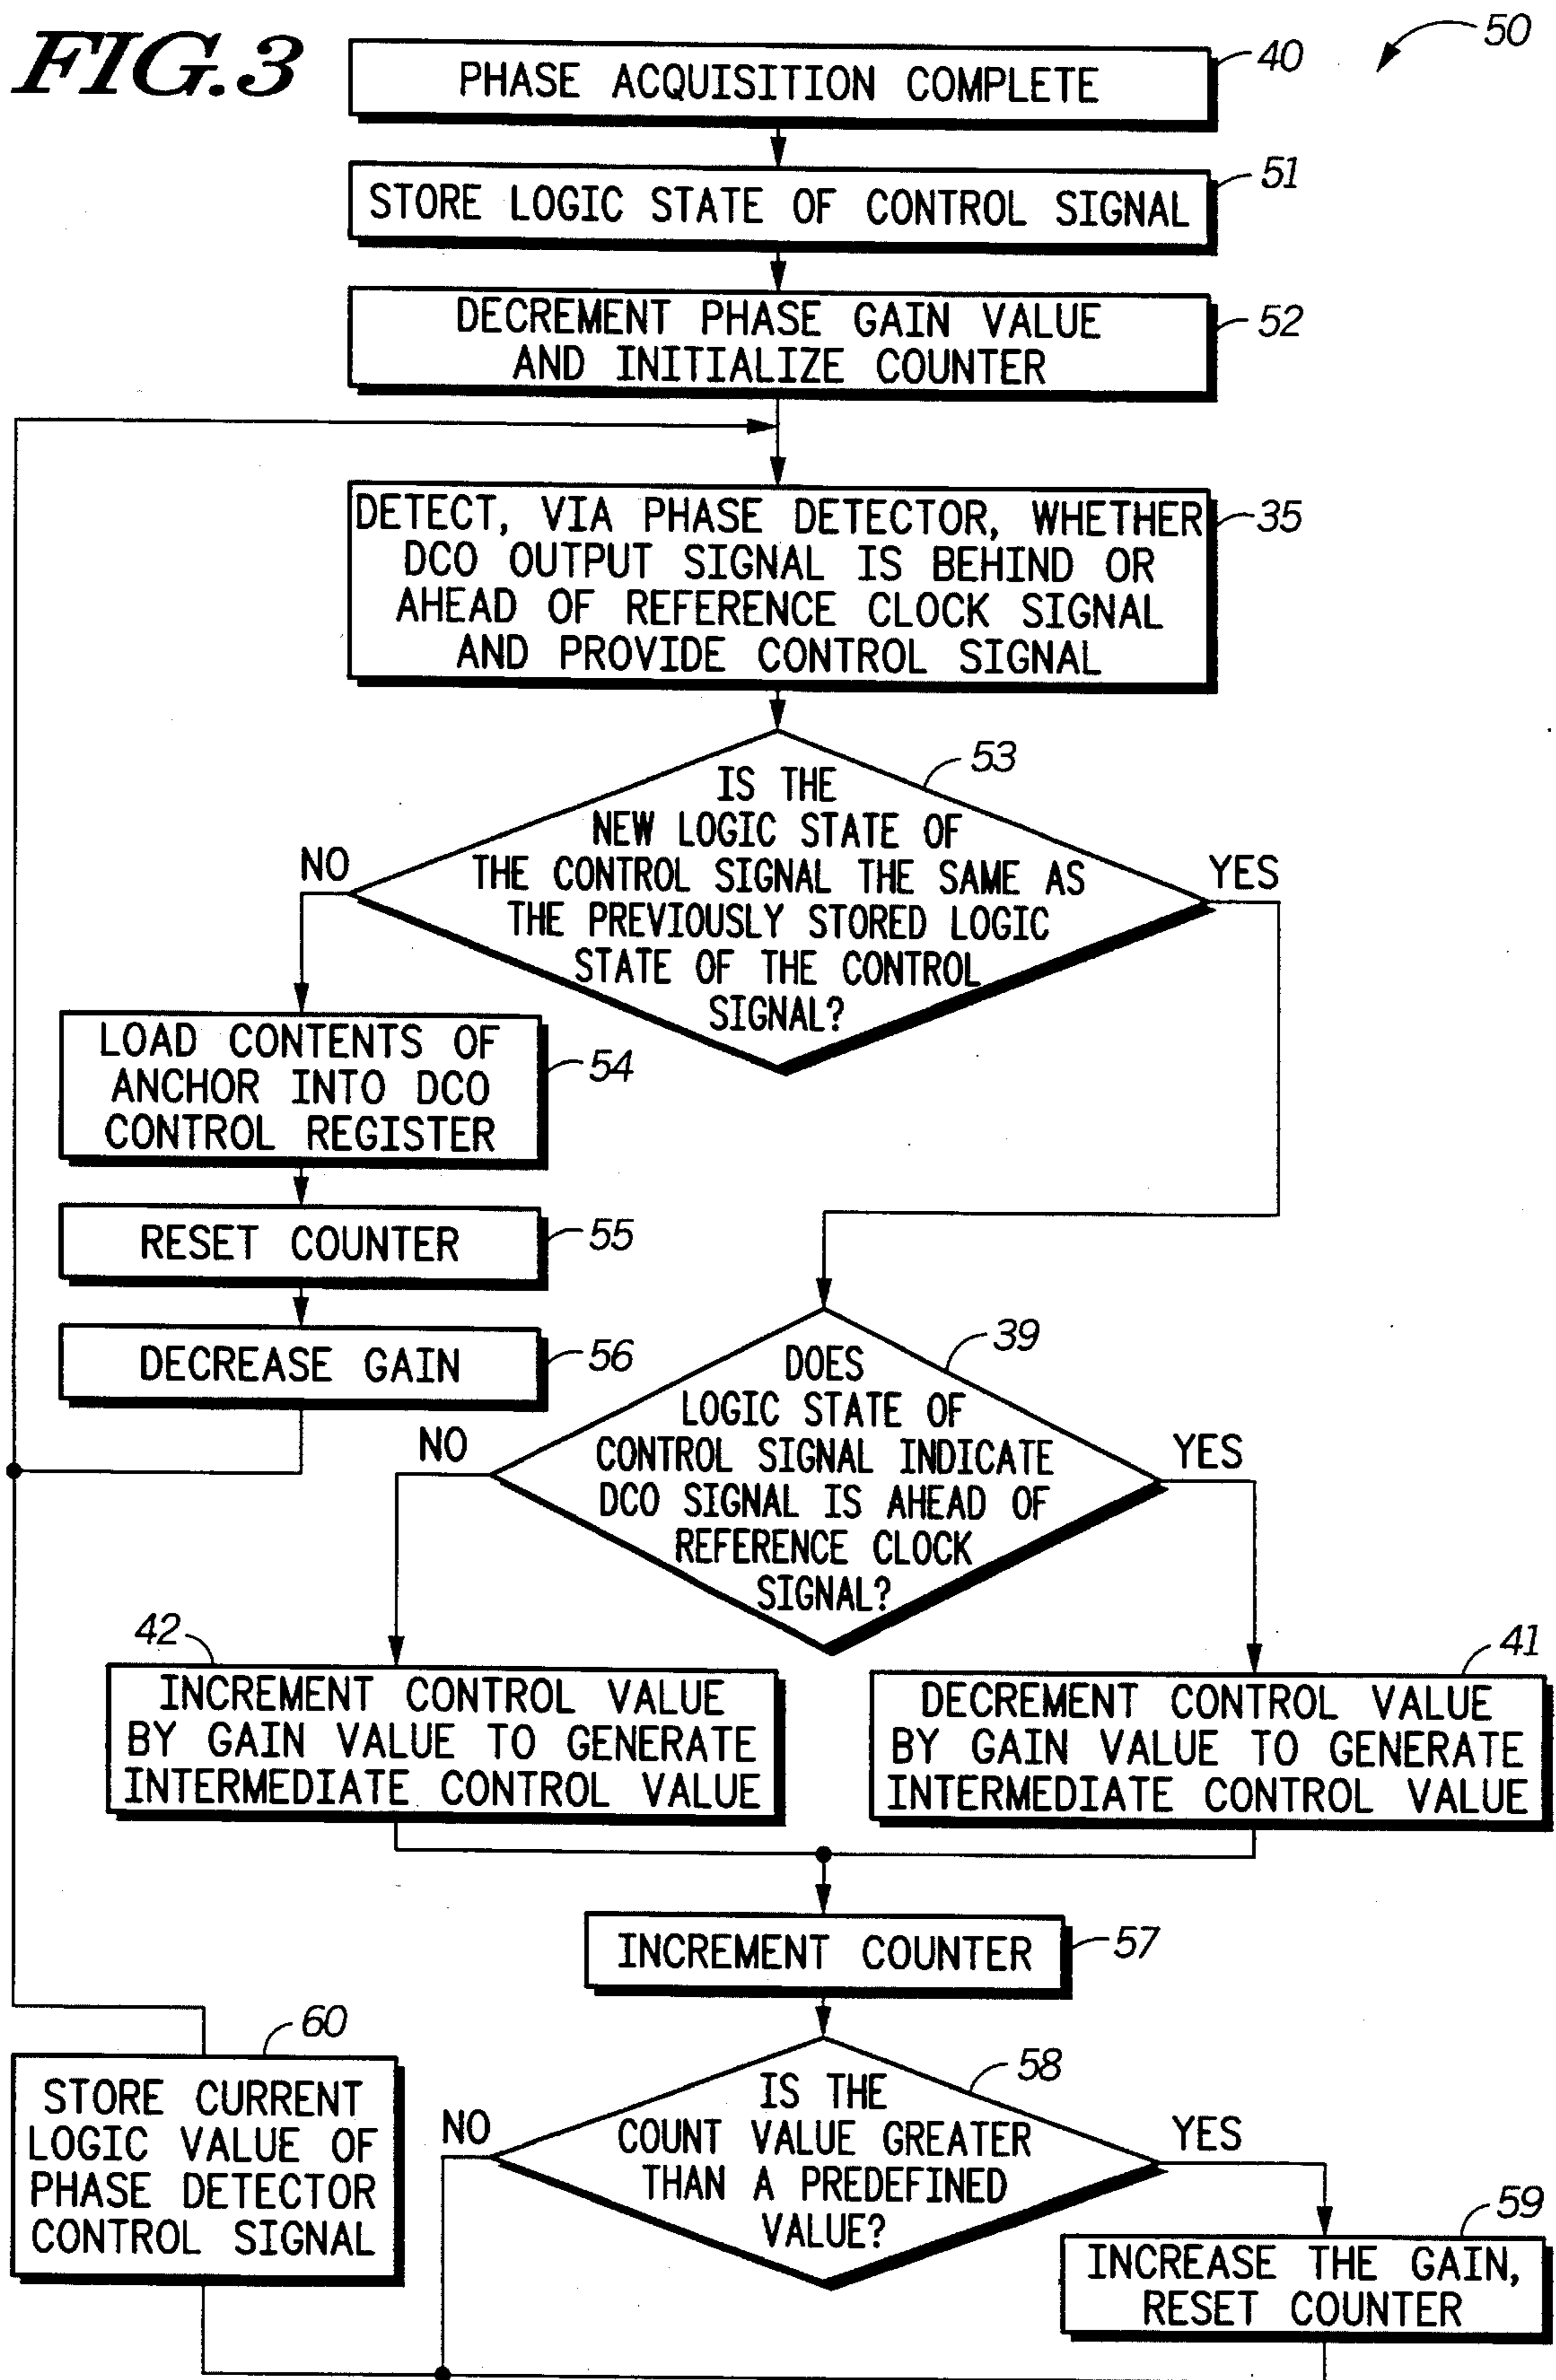 FIG.3
50
PHASE ACQUISITION COMPLETE
40
STORE LOGIC STATE OF CONTROL SIGNAL
51
DECREMENT PHASE GAIN VALUE
AND INITIALIZE COUNTER
52
DETECT, VIA PHASE DETECTOR, WHETHER
DCO OUTPUT SIGNAL IS BEHIND OR
AHEAD OF REFERENCE CLOCK SIGNAL
AND PROVIDE CONTROL SIGNAL
35
53
IS THE
NEW LOGIC STATE OF
THE CONTROL SIGNAL THE SAME AS
THE PREVIOUSLY STORED LOGIC
STATE OF THE CONTROL
SIGNAL?
NO
YES
LOAD CONTENTS OF
ANCHOR INTO DCO
CONTROL REGISTER
54
RESET COUNTER
55
DECREASE GAIN
56
39
DOES
LOGIC STATE OF
CONTROL SIGNAL INDICATE
DCO SIGNAL IS AHEAD OF
REFERENCE CLOCK
SIGNAL?
NO
YES
42
INCREMENT CONTROL VALUE
BY GAIN VALUE TO GENERATE
INTERMEDIATE CONTROL VALUE
41
DECREMENT CONTROL VALUE
BY GAIN VALUE TO GENERATE
INTERMEDIATE CONTROL VALUE
INCREMENT COUNTER
57
58
IS THE
COUNT VALUE GREATER
THAN A PREDEFINED
VALUE?
NO
YES
60
STORE CURRENT
LOGIC VALUE OF
PHASE DETECTOR
CONTROL SIGNAL
59
INCREASE THE GAIN,
RESET COUNTER